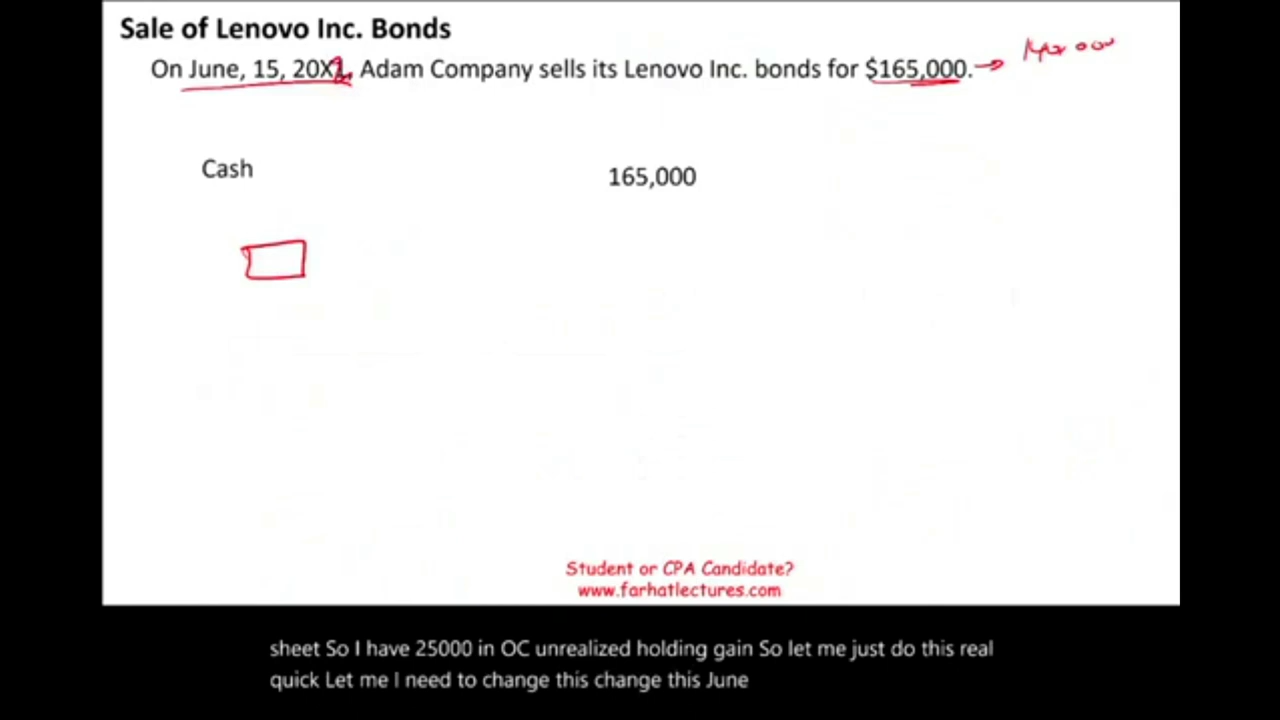 Sale of Lenovo Inc. Bonds
On June, 15, 20X2, Adam Company sells its Lenovo Inc. bonds for $165,000.
Cash 165,000
Student or CPA Candidate?
www.farhatlectures.com
sheet So I have 25000 in OC unrealized holding gain So let me just do this real
quick Let me I need to change this change this June